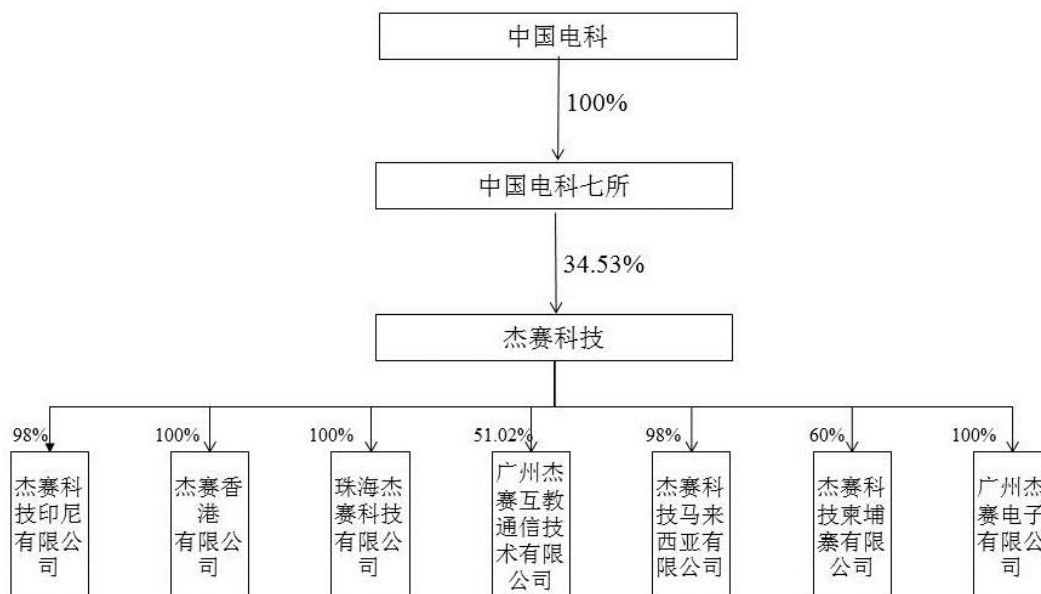 中国电科
100%
中国电科七所
34.53%
杰赛科技
98%
100%
100%
51.02%
98%
60%
100%
杰赛科
技印尼
有限公
司
杰赛香
港
有限公
司
珠海杰
赛科技
有限公
司
广州杰
赛互教
通信技
术有限
公司
杰赛科
技马来
西亚有
限公司
杰赛科
技柬埔
寨有限
公司
广州杰
赛电子
有限公
司